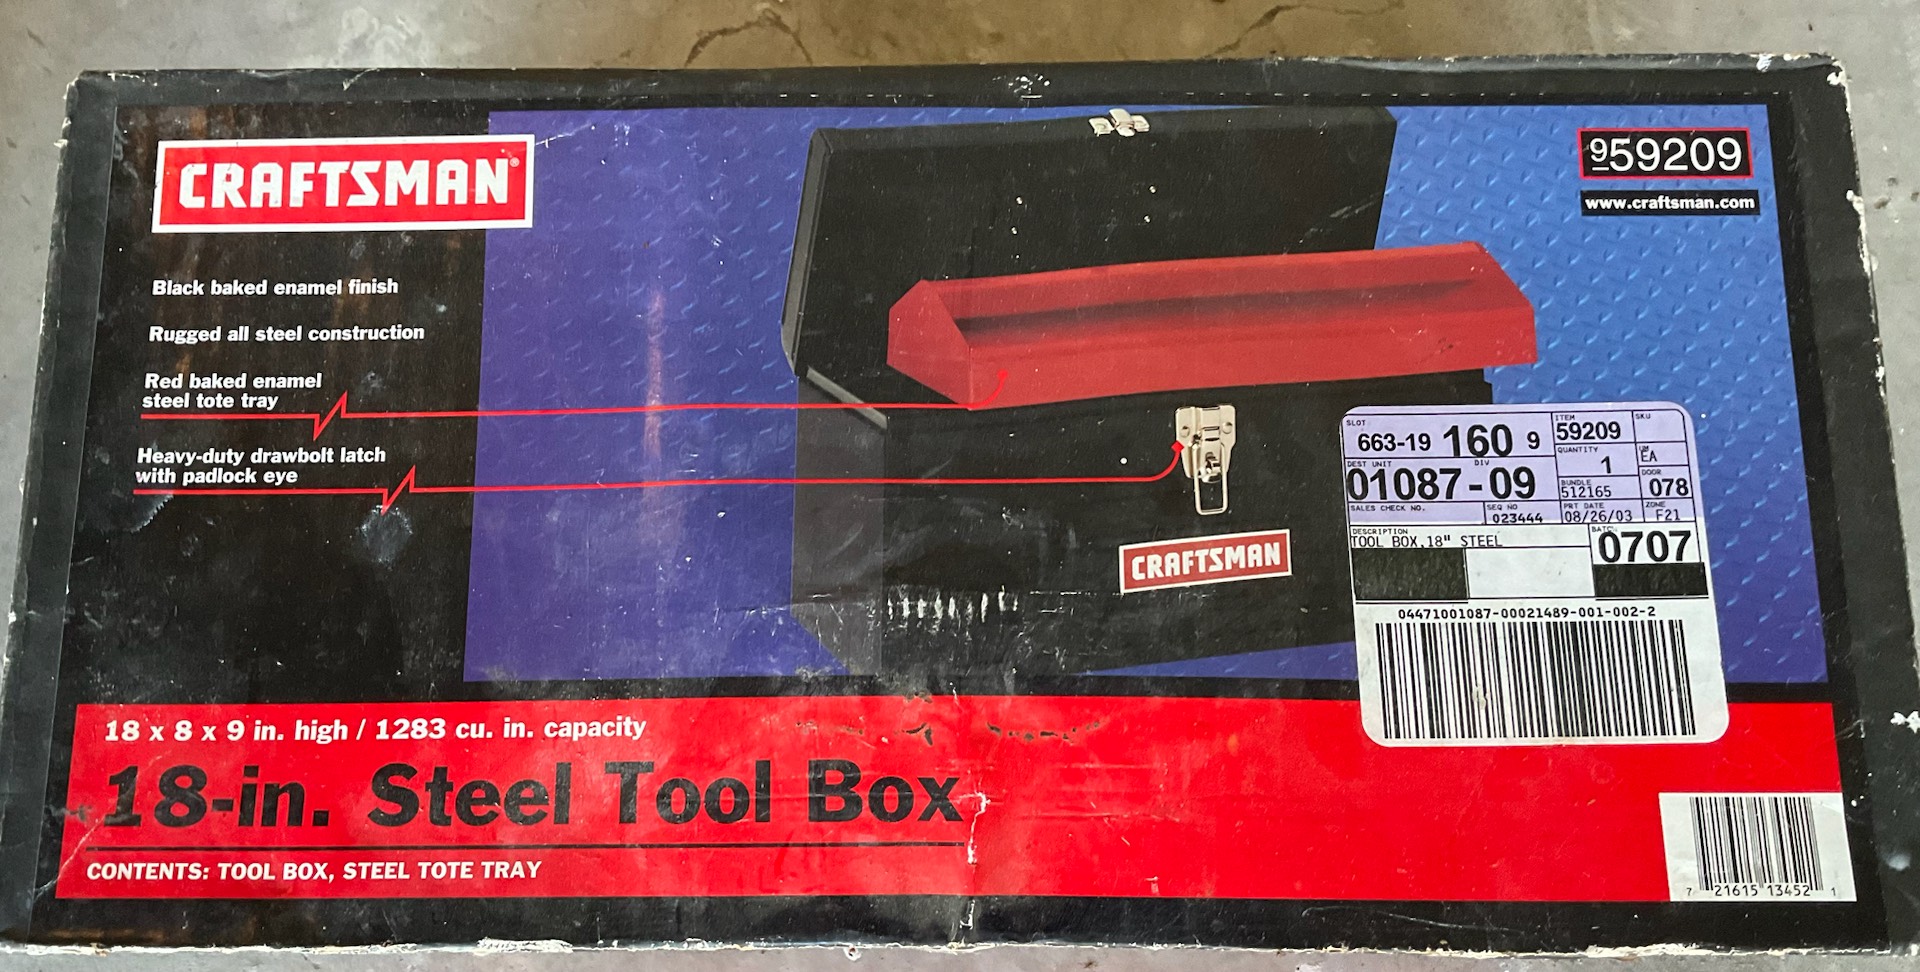 CRAFTSMAN®
959209
www.craftsman.com
Black baked enamel finish
Rugged all steel construction
Red baked enamel
steel tote tray
Heavy-duty drawbolt latch
with padlock eye
CRAFTSMAN
SLOT
663-19 160 9
ITEM
59209
SKU
DEST UNIT
DIV
01087-09
QUANTITY
1
UM
EA
BUNDLE
512165
DOOR
078
SALES CHECK NO.
SEQ NO
023444
PRT DATE
08/26/03
ZONE
F21
DESCRIPTION
TOOL BOX,18" STEEL
BATCH
0707
04471001087-00021489-001-002-2
18 x 8 x 9 in. high / 1283 cu. in. capacity
18-in. Steel Tool Box
CONTENTS: TOOL BOX, STEEL TOTE TRAY
7 21615 13452 1